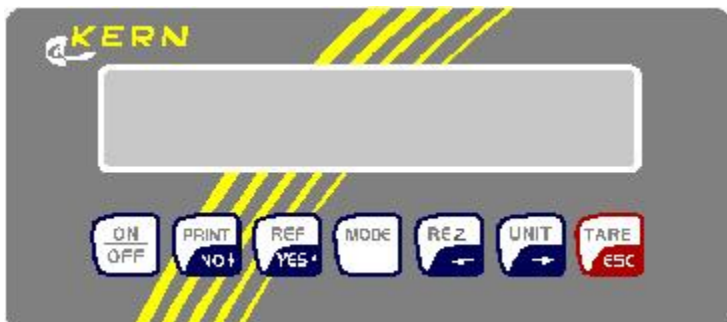 KERN
ON PRINT REF MODE REZ UNIT TARE
OFF NO YES ESC